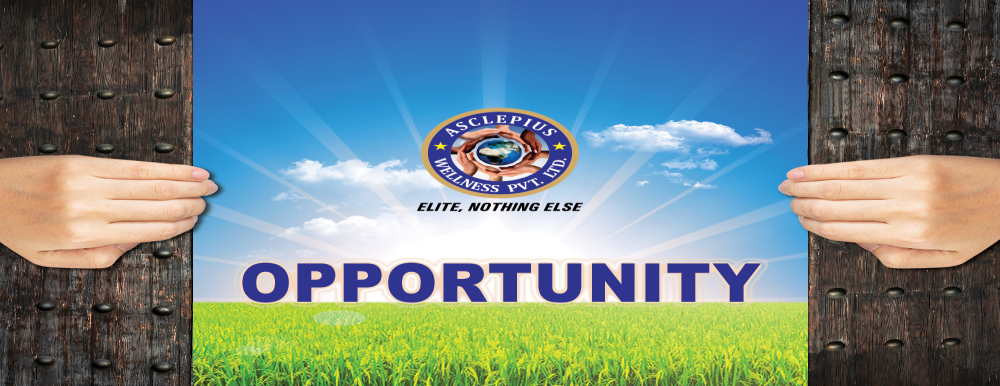 ASCLEPIUS
WELLNESS PVT. LTD.
ELITE, NOTHING ELSE
OPPORTUNITY